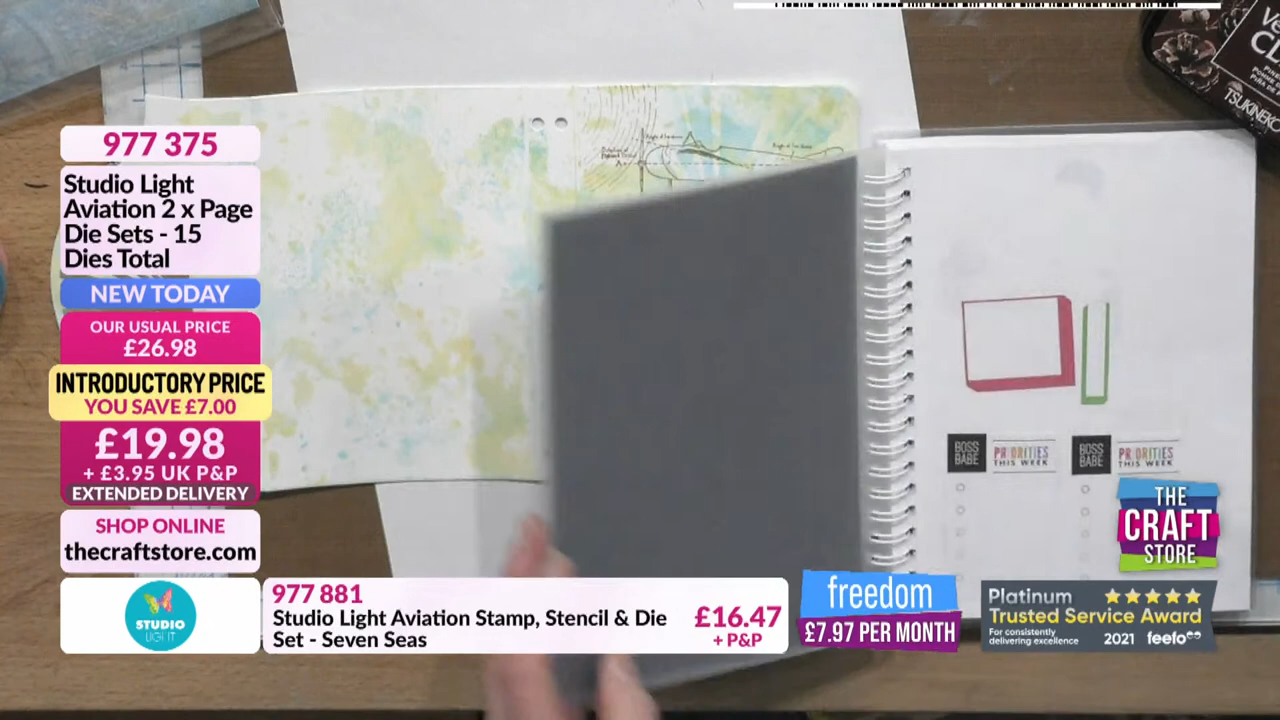 977 375
Studio Light
Aviation 2 x Page
Die Sets - 15
Dies Total
NEW TODAY
OUR USUAL PRICE
£26.98
INTRODUCTORY PRICE
YOU SAVE £7.00
£19.98
+ £3.95 UK P&P
EXTENDED DELIVERY
SHOP ONLINE
thecraftstore.com
STUDIO
LIGHT
977 881
Studio Light Aviation Stamp, Stencil & Die
Set - Seven Seas
£16.47
+ P&P
freedom
£7.97 PER MONTH
Platinum
Trusted Service Award
For consistently
delivering excellence
2021 feefo
THE
CRAFT
STORE
BOSS
BABE
PRIORITIES
THIS WEEK
BOSS
BABE
PRIORITIES
THIS WEEK
TSUKINEKO